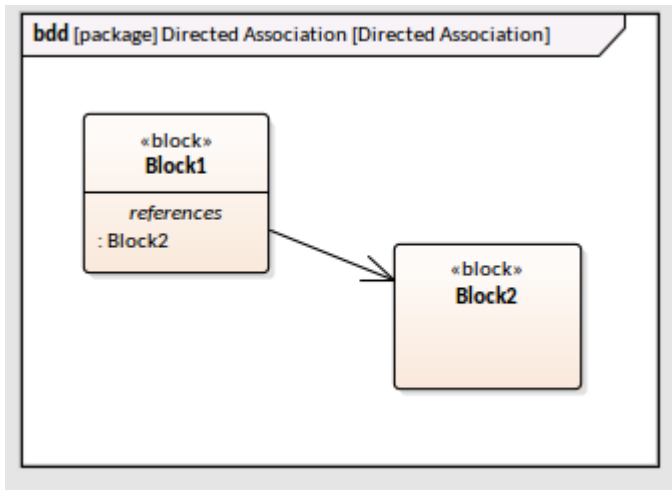 bdd [package] Directed Association [Directed Association]
«block»
Block1
references
: Block2
«block»
Block2